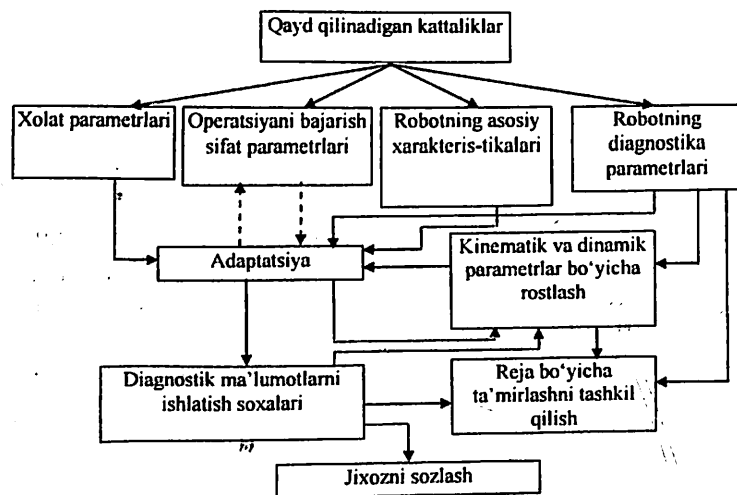 Qayd qilinadigan kattaliklar
Xolat parametrlari
Operatsiyani bajarish
sifat parametrlari
Robotning asosiy
xarakteris-tikalari
Robotning
diagnostika
parametrlari
Adaptatsiya
Kinematik va dinamik
parametrlar bo‘yicha
rostlash
Diagnostik ma’lumotlarni
ishlatish soxalari
Reja bo‘yicha
ta’mirlashni tashkil
qilish
Jixozni sozlash